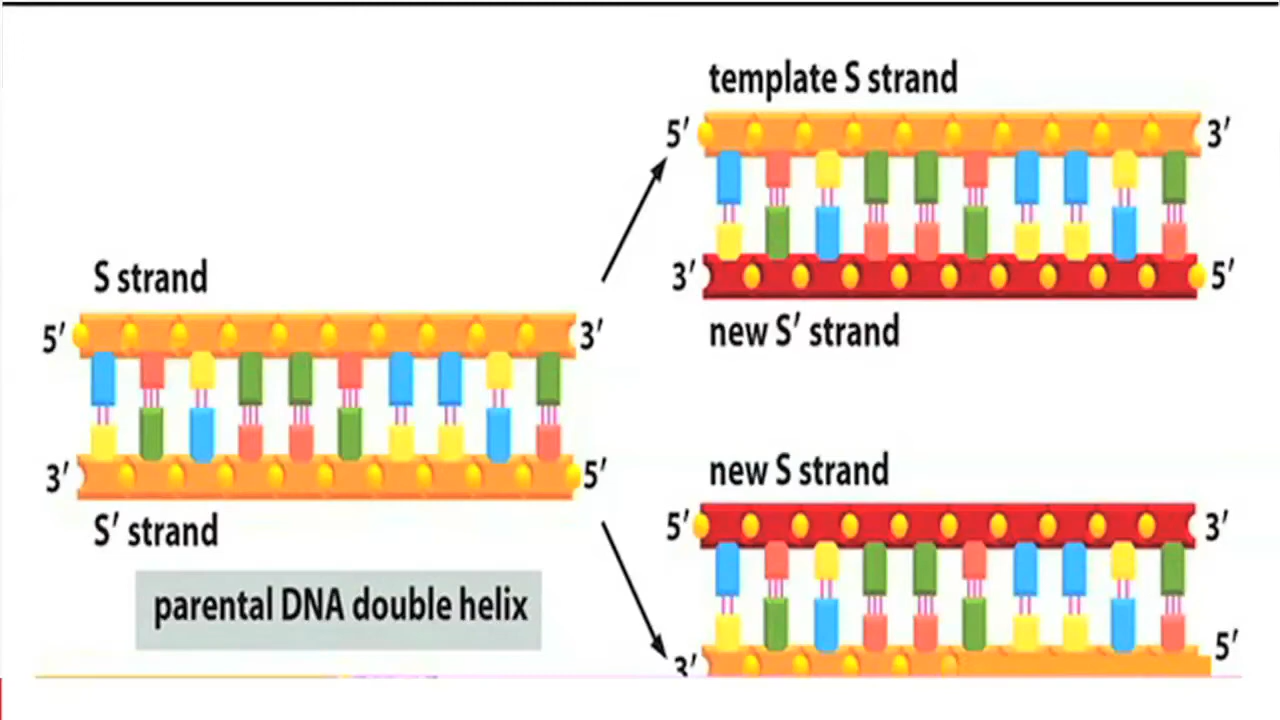 template S strand
5′ 3′
3′ 5′
new S′ strand
S strand
5′ 3′
3′ 5′
S′ strand
parental DNA double helix
new S strand
5′ 3′
3′ 5′